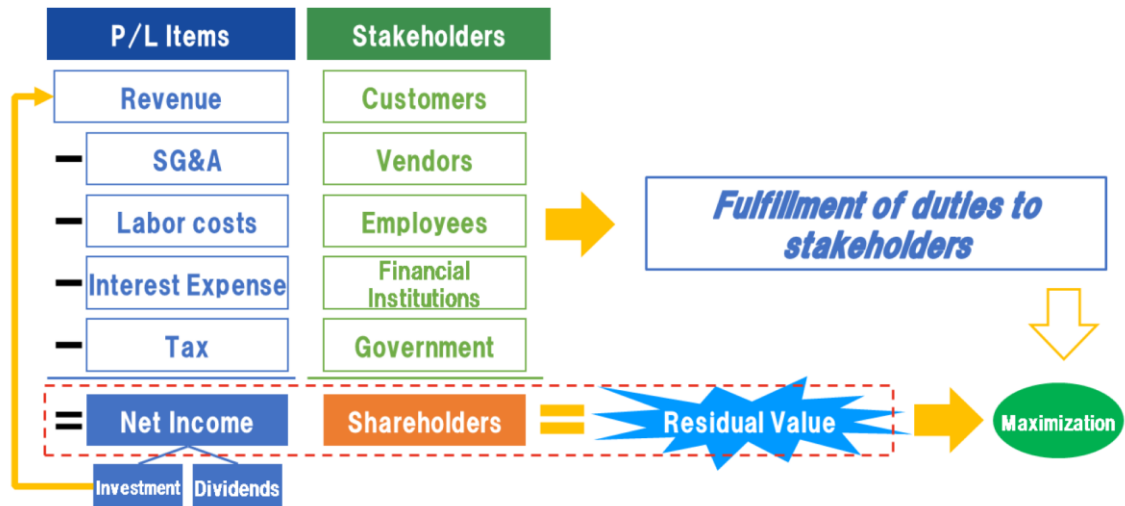 P/L Items
Stakeholders
Revenue
Customers
SG&A
Vendors
Labor costs
Employees
Interest Expense
Financial
Institutions
Tax
Government
Fulfillment of duties to
stakeholders
= Net Income
Shareholders = Residual Value
Maximization
Investment
Dividends